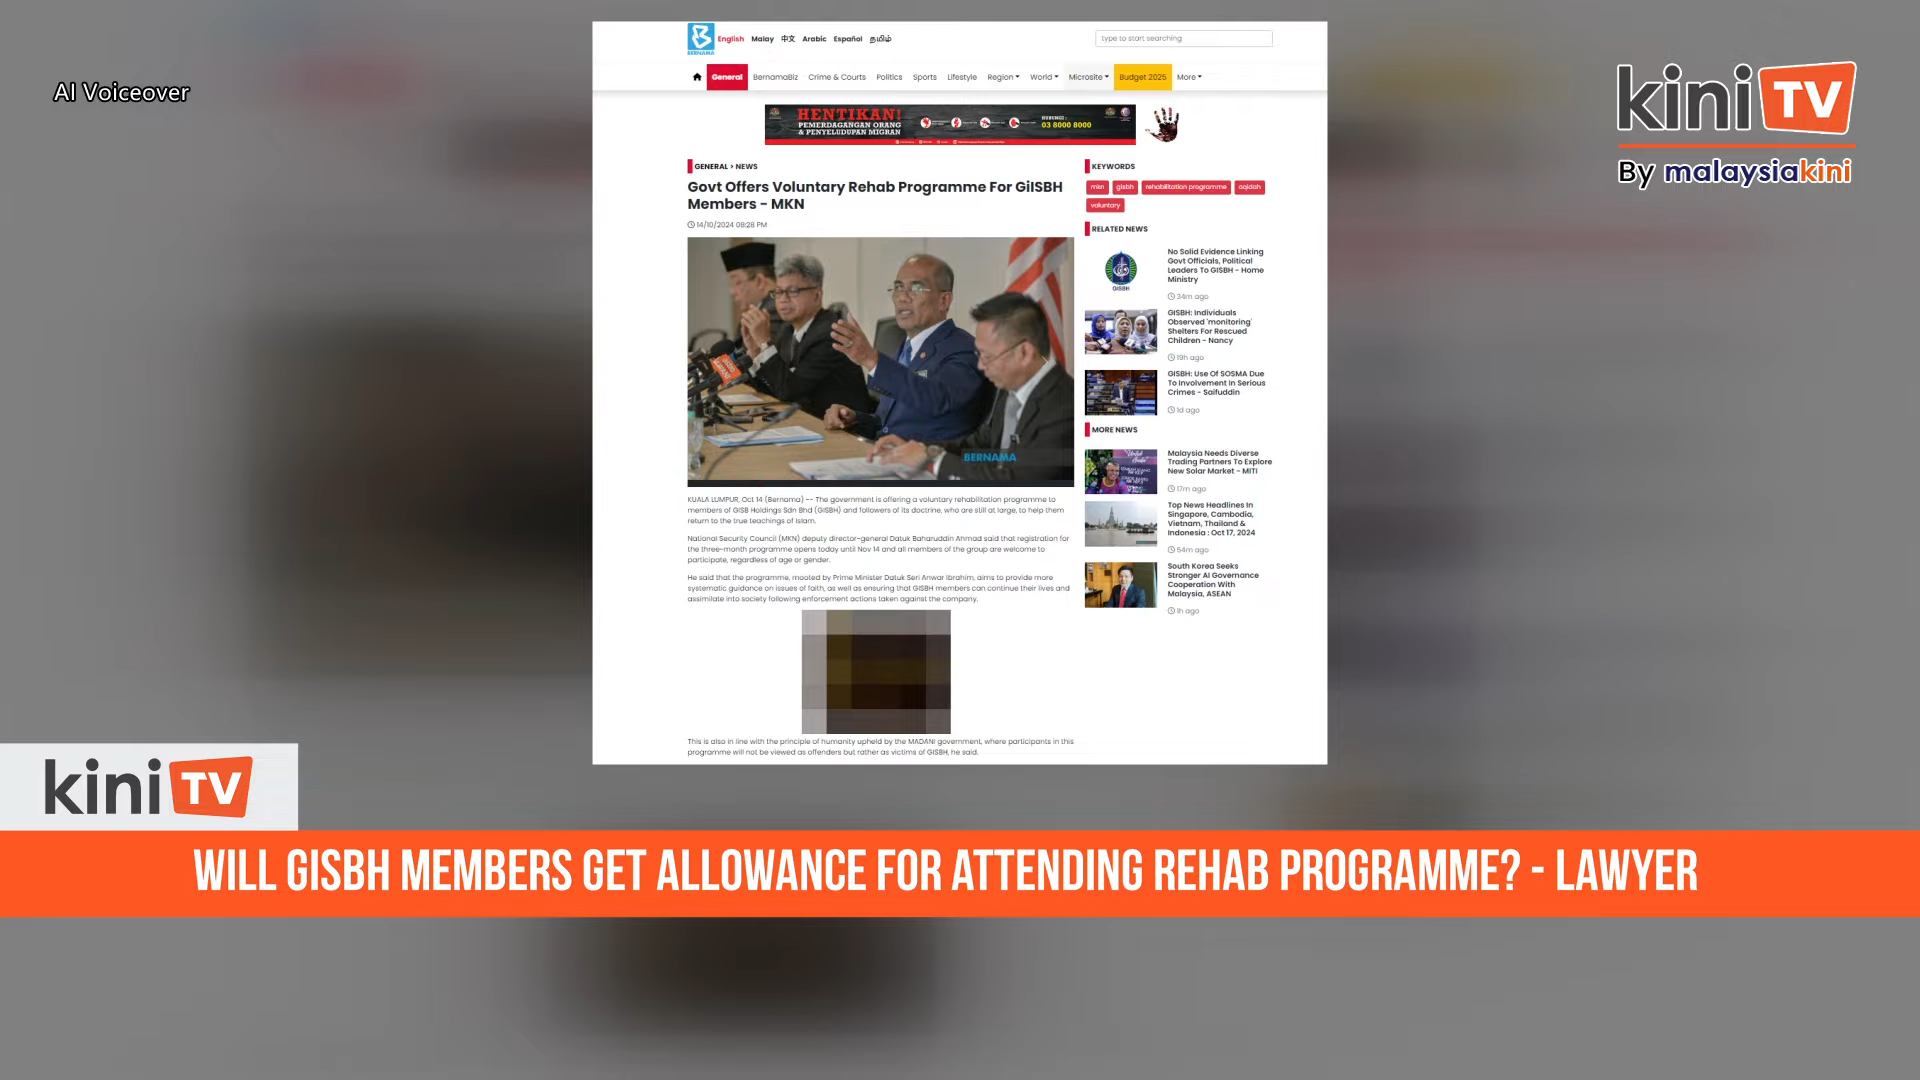 AI Voiceover
BERNAMA
English Malay 中文 Arabic Español தமிழ்
type to start searching
General BernamaBiz Crime & Courts Politics Sports Lifestyle Region World Microsite Budget 2025 More
HENTIKAN!
PEMERDAGANGAN ORANG
& PENYELUDUPAN MIGRAN
HUBUNGI :
03 8000 8000
GENERAL > NEWS
Govt Offers Voluntary Rehab Programme For GiISBH
Members - MKN
14/10/2024 08:28 PM
BERNAMA
KUALA LUMPUR, Oct 14 (Bernama) -- The government is offering a voluntary rehabilitation programme to
members of GISB Holdings Sdn Bhd (GISBH) and followers of its doctrine, who are still at large, to help them
return to the true teachings of Islam.
National Security Council (MKN) deputy director-general Datuk Baharuddin Ahmad said that registration for
the three-month programme opens today until Nov 14 and all members of the group are welcome to
participate, regardless of age or gender.
He said that the programme, mooted by Prime Minister Datuk Seri Anwar Ibrahim, aims to provide more
systematic guidance on issues of faith, as well as ensuring that GISBH members can continue their lives and
assimilate into society following enforcement actions taken against the company.
This is also in line with the principle of humanity upheld by the MADANI government, where participants in this
programme will not be viewed as offenders but rather as victims of GISBH, he said.
KEYWORDS
mkn gisbh rehabilitation programme aqidah
voluntary
RELATED NEWS
GISBH
No Solid Evidence Linking
Govt Officials, Political
Leaders To GISBH - Home
Ministry
34m ago
GISBH: Individuals
Observed 'monitoring'
Shelters For Rescued
Children - Nancy
19h ago
GISBH: Use Of SOSMA Due
To Involvement In Serious
Crimes - Saifuddin
1d ago
MORE NEWS
Malaysia Needs Diverse
Trading Partners To Explore
New Solar Market - MITI
17m ago
Top News Headlines In
Singapore, Cambodia,
Vietnam, Thailand &
Indonesia : Oct 17, 2024
54m ago
South Korea Seeks
Stronger AI Governance
Cooperation With
Malaysia, ASEAN
1h ago
kini TV
By malaysiakini
kini TV
WILL GISBH MEMBERS GET ALLOWANCE FOR ATTENDING REHAB PROGRAMME? - LAWYER